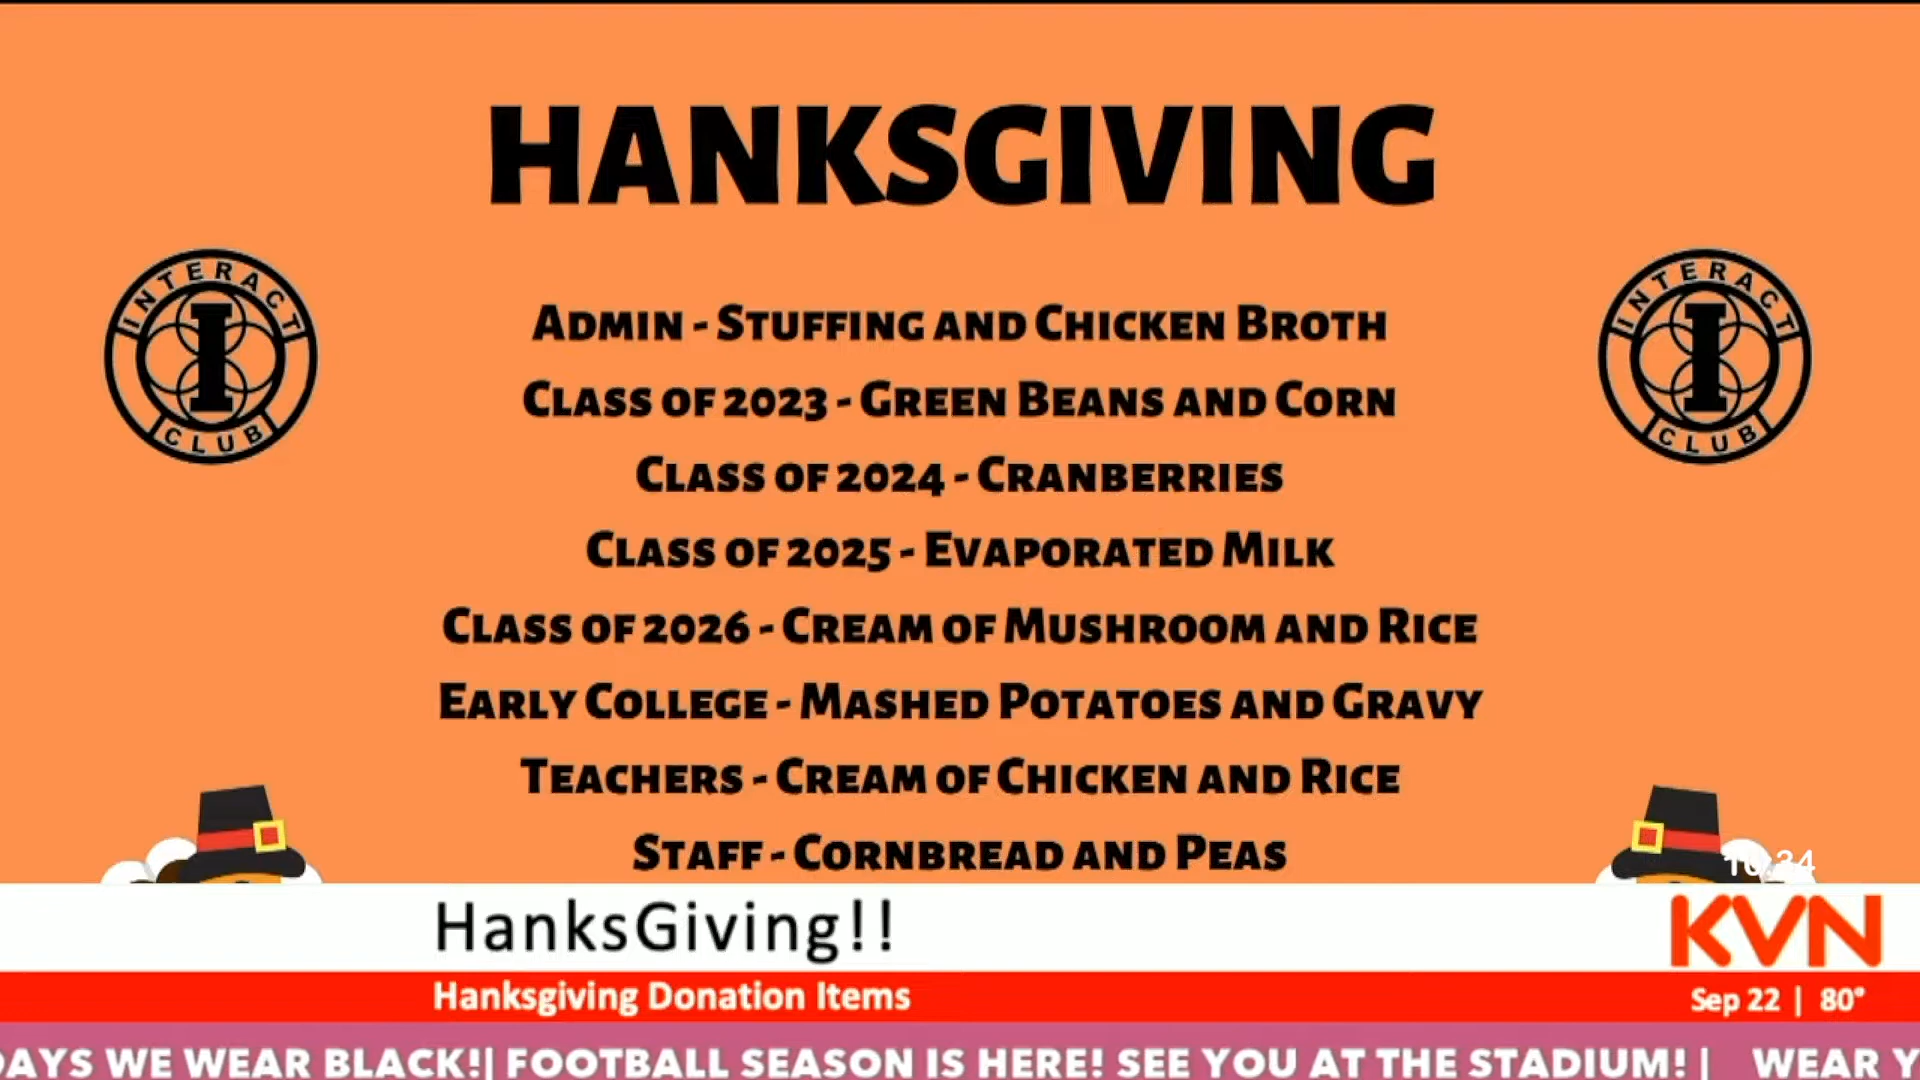 HANKSGIVING
INTERACT
I
CLUB
INTERACT
I
CLUB
ADMIN - STUFFING AND CHICKEN BROTH
CLASS OF 2023 - GREEN BEANS AND CORN
CLASS OF 2024 - CRANBERRIES
CLASS OF 2025 - EVAPORATED MILK
CLASS OF 2026 - CREAM OF MUSHROOM AND RICE
EARLY COLLEGE - MASHED POTATOES AND GRAVY
TEACHERS - CREAM OF CHICKEN AND RICE
STAFF - CORNBREAD AND PEAS
HanksGiving!!
KVN
Hanksgiving Donation Items
Sep 22 | 80°
DAYS WE WEAR BLACK!| FOOTBALL SEASON IS HERE! SEE YOU AT THE STADIUM! | WEAR Y